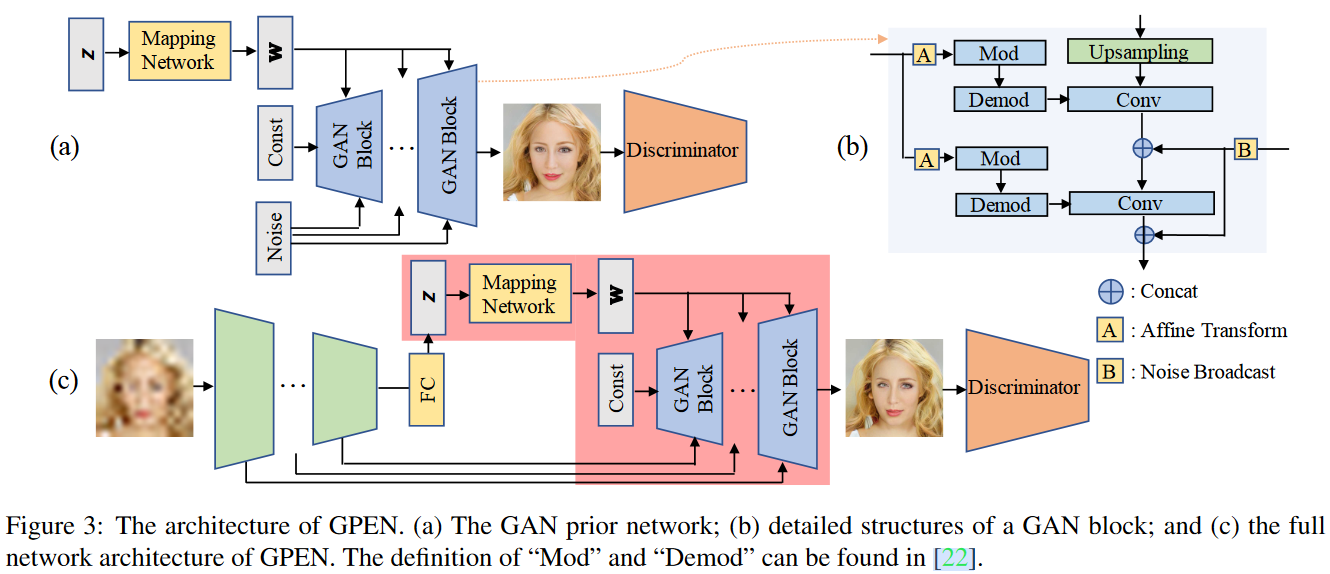 z
Mapping
Network
w
Const
GAN
Block
...
GAN Block
Noise
Discriminator
(a)
A
Mod
Demod
Upsampling
Conv
A
Mod
Demod
Conv
B
(b)
: Concat
A : Affine Transform
B : Noise Broadcast
(c)
...
FC
z
Mapping
Network
w
Const
GAN
Block
...
GAN Block
Discriminator
Figure 3: The architecture of GPEN. (a) The GAN prior network; (b) detailed structures of a GAN block; and (c) the full
network architecture of GPEN. The definition of “Mod” and “Demod” can be found in [22].